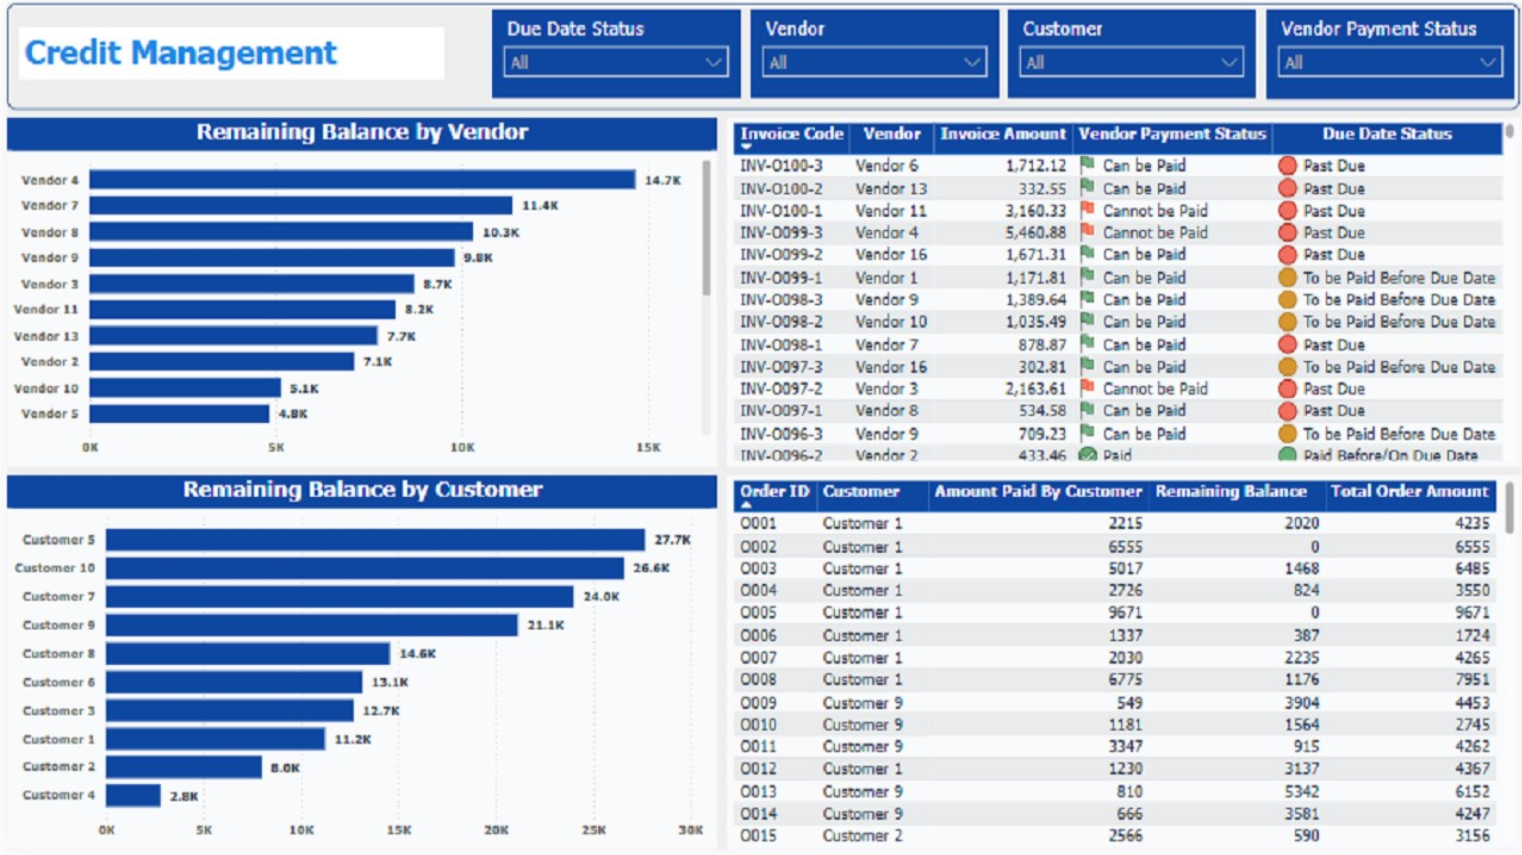 Credit Management
Due Date Status
All
Vendor
All
Customer
All
Vendor Payment Status
All
Remaining Balance by Vendor
Vendor 4 14.7K
Vendor 7 11.4K
Vendor 8 10.3K
Vendor 9 9.8K
Vendor 3 8.7K
Vendor 11 8.2K
Vendor 13 7.7K
Vendor 2 7.1K
Vendor 10 5.1K
Vendor 5 4.8K
0K 5K 10K 15K
Invoice Code Vendor Invoice Amount Vendor Payment Status Due Date Status
INV-O100-3 Vendor 6 1,712.12 Can be Paid Past Due
INV-O100-2 Vendor 13 332.55 Can be Paid Past Due
INV-O100-1 Vendor 11 3,160.33 Cannot be Paid Past Due
INV-O099-3 Vendor 4 5,460.88 Cannot be Paid Past Due
INV-O099-2 Vendor 16 1,671.31 Can be Paid Past Due
INV-O099-1 Vendor 1 1,171.81 Can be Paid To be Paid Before Due Date
INV-O098-3 Vendor 9 1,389.64 Can be Paid To be Paid Before Due Date
INV-O098-2 Vendor 10 1,035.49 Can be Paid To be Paid Before Due Date
INV-O098-1 Vendor 7 878.87 Can be Paid Past Due
INV-O097-3 Vendor 16 302.81 Can be Paid To be Paid Before Due Date
INV-O097-2 Vendor 3 2,163.61 Cannot be Paid Past Due
INV-O097-1 Vendor 8 534.58 Can be Paid Past Due
INV-O096-3 Vendor 9 709.23 Can be Paid To be Paid Before Due Date
INV-O096-2 Vendor 2 433.46 Paid Paid Before/On Due Date
Remaining Balance by Customer
Customer 5 27.7K
Customer 10 26.6K
Customer 7 24.0K
Customer 9 21.1K
Customer 8 14.6K
Customer 6 13.1K
Customer 3 12.7K
Customer 1 11.2K
Customer 2 8.0K
Customer 4 2.8K
0K 5K 10K 15K 20K 25K 30K
Order ID Customer Amount Paid By Customer Remaining Balance Total Order Amount
O001 Customer 1 2215 2020 4235
O002 Customer 1 6555 0 6555
O003 Customer 1 5017 1468 6485
O004 Customer 1 2726 824 3550
O005 Customer 1 9671 0 9671
O006 Customer 1 1337 387 1724
O007 Customer 1 2030 2235 4265
O008 Customer 1 6775 1176 7951
O009 Customer 9 549 3904 4453
O010 Customer 9 1181 1564 2745
O011 Customer 9 3347 915 4262
O012 Customer 1 1230 3137 4367
O013 Customer 9 810 5342 6152
O014 Customer 9 666 3581 4247
O015 Customer 2 2566 590 3156